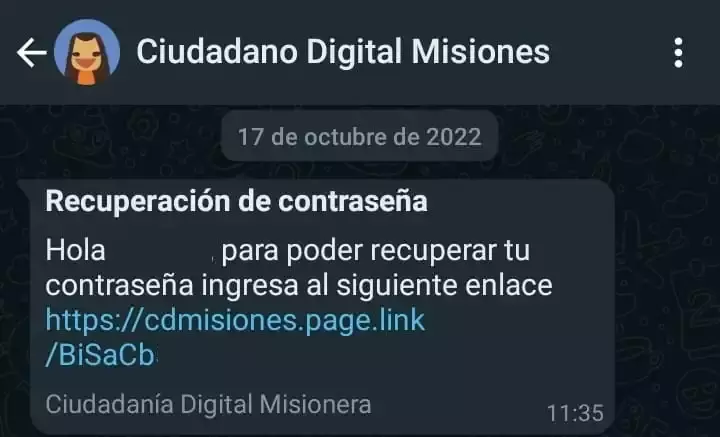 Ciudadano Digital Misiones
17 de octubre de 2022
Recuperación de contraseña
Hola , para poder recuperar tu
contraseña ingresa al siguiente enlace
https://cdmisiones.page.link
/BiSaCb
Ciudadanía Digital Misionera
11:35